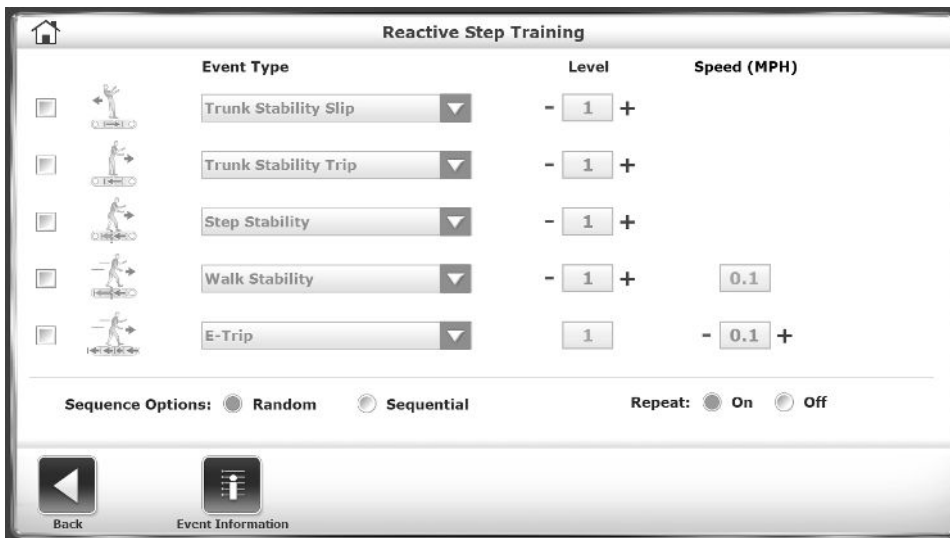 Reactive Step Training
Event Type Level Speed (MPH)
Trunk Stability Slip - 1 +
Trunk Stability Trip - 1 +
Step Stability - 1 +
Walk Stability - 1 + 0.1
E-Trip 1 - 0.1 +
Sequence Options: Random Sequential Repeat: On Off
Back Event Information